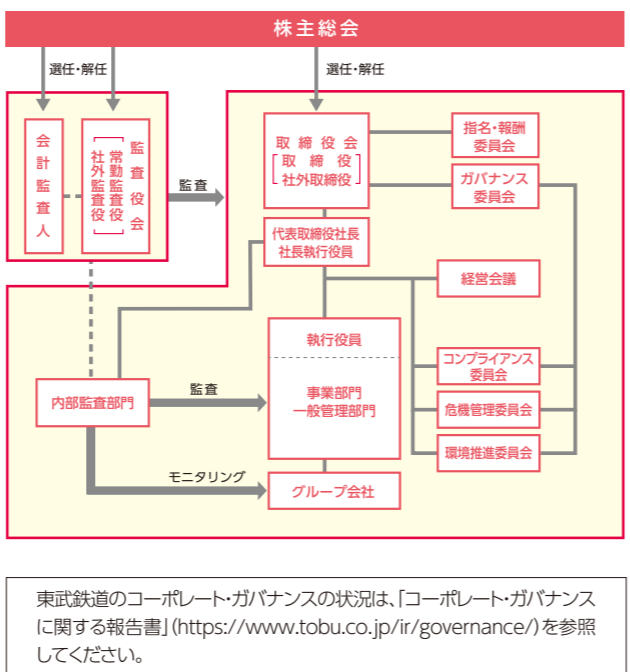 株主総会
選任・解任
選任・解任
会計監査人
監査役会
常勤監査役
社外監査役
監査
取締役会
取締役
社外取締役
指名・報酬
委員会
ガバナンス
委員会
代表取締役社長
社長執行役員
経営会議
執行役員
事業部門
一般管理部門
コンプライアンス
委員会
危機管理委員会
環境推進委員会
内部監査部門
監査
モニタリング
グループ会社
東武鉄道のコーポレート・ガバナンスの状況は、「コーポレート・ガバナンス
に関する報告書」(https://www.tobu.co.jp/ir/governance/)を参照
してください。